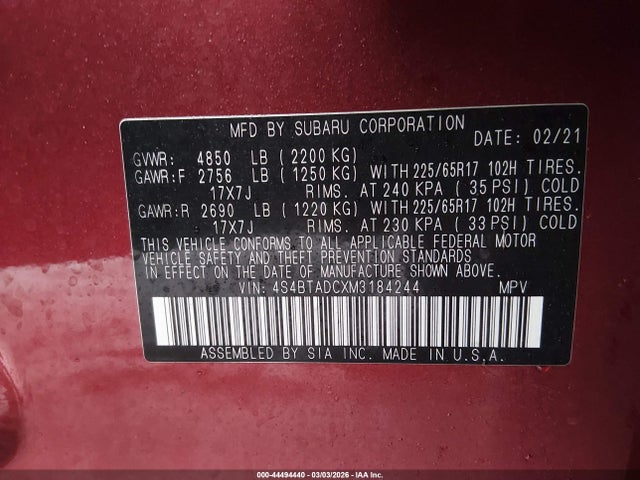 MFD BY SUBARU CORPORATION DATE: 02/21
GVWR: 4850 LB (2200 KG)
GAWR:F 2756 LB (1250 KG) WITH 225/65R17 102H TIRES.
17X7J RIMS. AT 240 KPA (35 PSI) COLD
GAWR:R 2690 LB (1220 KG) WITH 225/65R17 102H TIRES.
17X7J RIMS. AT 230 KPA (33 PSI) COLD
THIS VEHICLE CONFORMS TO ALL APPLICABLE FEDERAL MOTOR
VEHICLE SAFETY AND THEFT PREVENTION STANDARDS
IN EFFECT ON THE DATE OF MANUFACTURE SHOWN ABOVE.
VIN: 4S4BTADCXM3184244 MPV
ASSEMBLED BY SIA INC. MADE IN U.S.A.
000-44494440 - 03/03/2026 - IAA Inc.